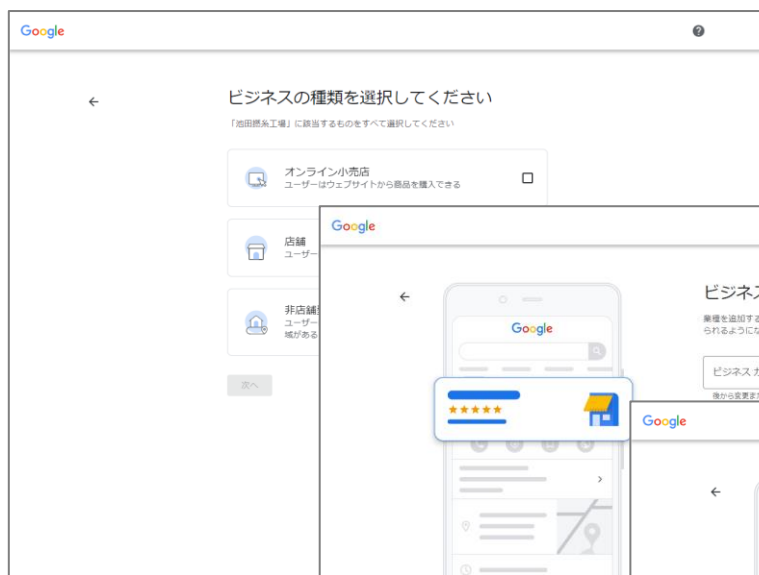 Google
ビジネスの種類を選択してください
「池田撚糸工場」に該当するものをすべて選択してください
オンライン小売店
ユーザーはウェブサイトから商品を購入できる
店舗
ユーザー
非店舗
ユーザー
域がある
次へ
Google
Google
ビジネス
業種を追加する
られるようにな
ビジネス カ
後から変更また
Google